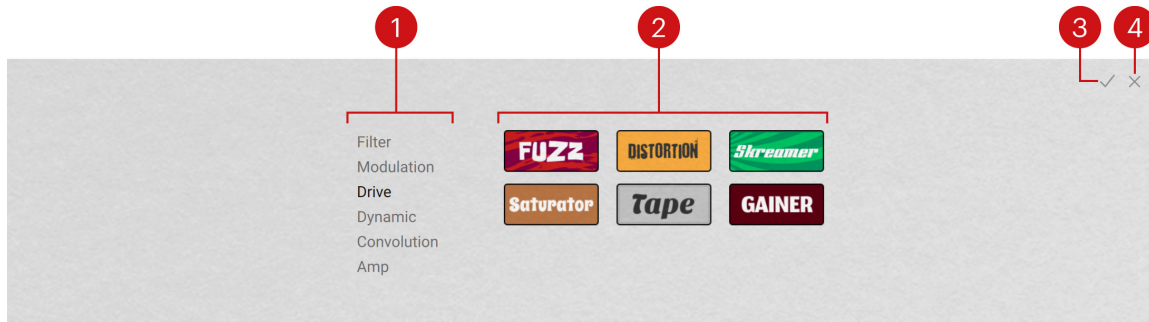 1
2
3
4
Filter
Modulation
Drive
Dynamic
Convolution
Amp
FUZZ
DISTORTION
Skreamer
Saturator
Tape
GAINER